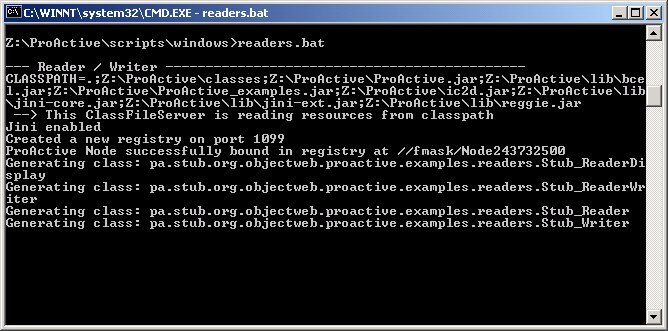 C:\WINNT\system32\CMD.EXE - readers.bat
Z:\ProActive\scripts\windows>readers.bat
--- Reader / Writer ---------------------------------------------
CLASSPATH=.;Z:\ProActive\classes;Z:\ProActive\ProActive.jar;Z:\ProActive\lib\bce
l.jar;Z:\ProActive\ProActive_examples.jar;Z:\ProActive\ic2d.jar;Z:\ProActive\lib
\jini-core.jar;Z:\ProActive\lib\jini-ext.jar;Z:\ProActive\lib\reggie.jar
 --> This ClassFileServer is reading resources from classpath
Jini enabled
Created a new registry on port 1099
ProActive Node successfully bound in registry at //fmask/Node243732500
Generating class: pa.stub.org.objectweb.proactive.examples.readers.Stub_ReaderDi
splay
Generating class: pa.stub.org.objectweb.proactive.examples.readers.Stub_ReaderWr
iter
Generating class: pa.stub.org.objectweb.proactive.examples.readers.Stub_Reader
Generating class: pa.stub.org.objectweb.proactive.examples.readers.Stub_Writer